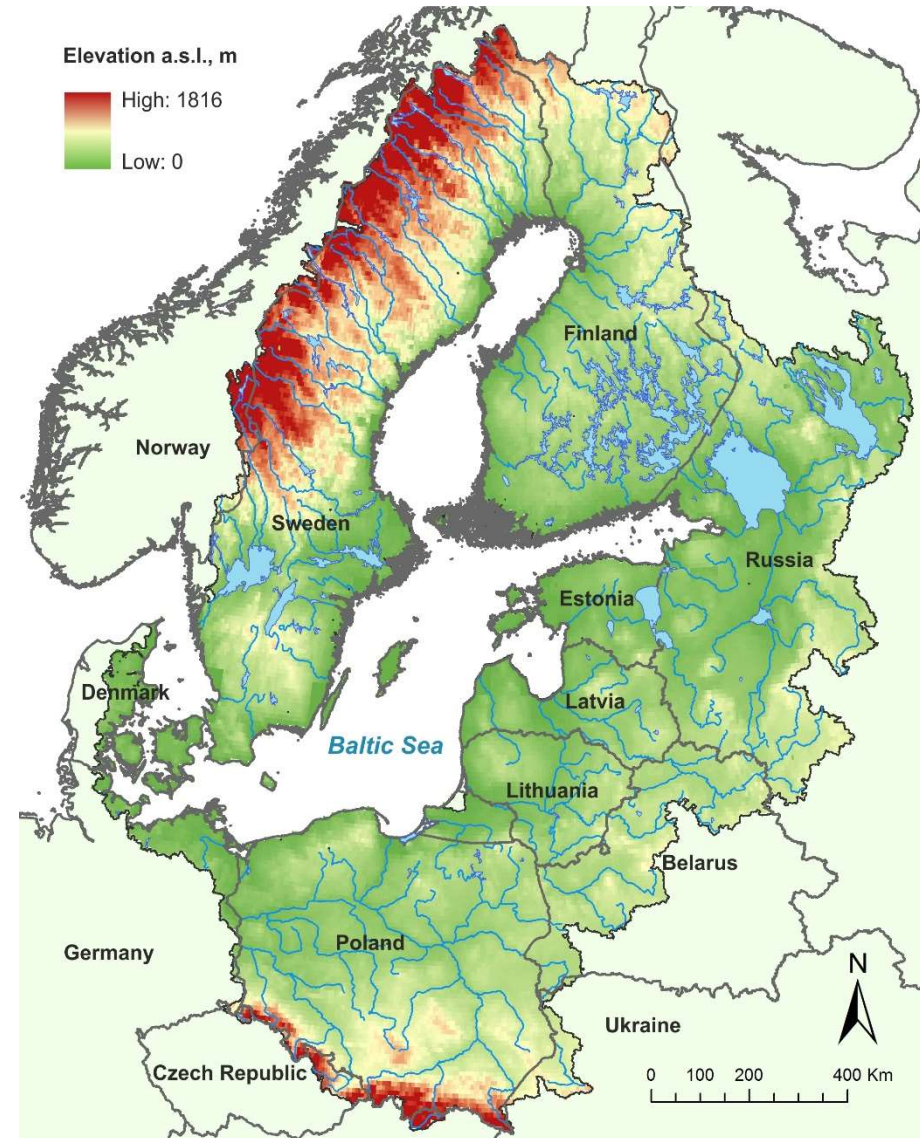 Elevation a.s.l., m
High: 1816
Low: 0
Finland
Norway
Sweden
Russia
Estonia
Denmark
Latvia
Baltic Sea
Lithuania
Belarus
Germany
Poland
N
Ukraine
Czech Republic
0 100 200 400 Km